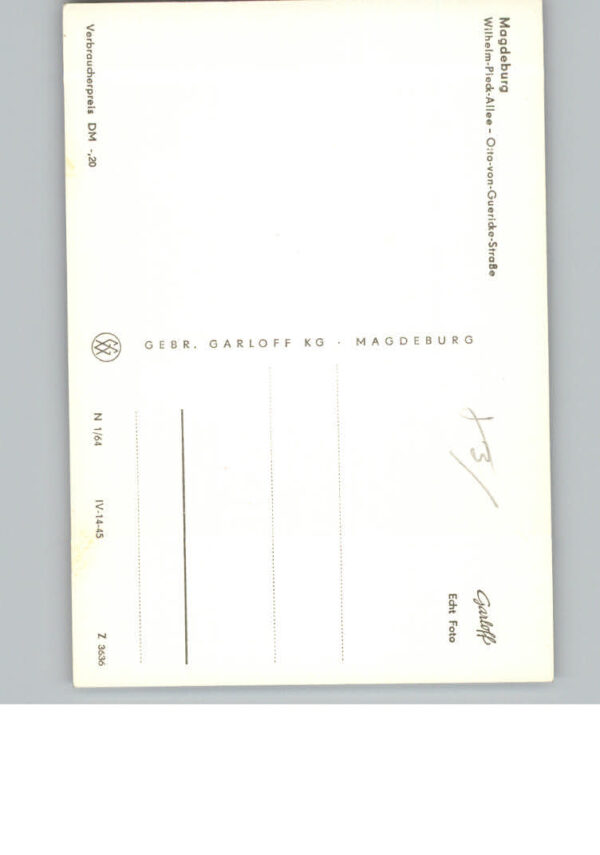 Magdeburg
Wilhelm-Pieck-Allee – Otto-von-Guericke-Straße
Verbraucherpreis DM -,20
GEBR. GARLOFF KG · MAGDEBURG
Garloff
Echt Foto
N 1/64
IV-14-45
Z 3636